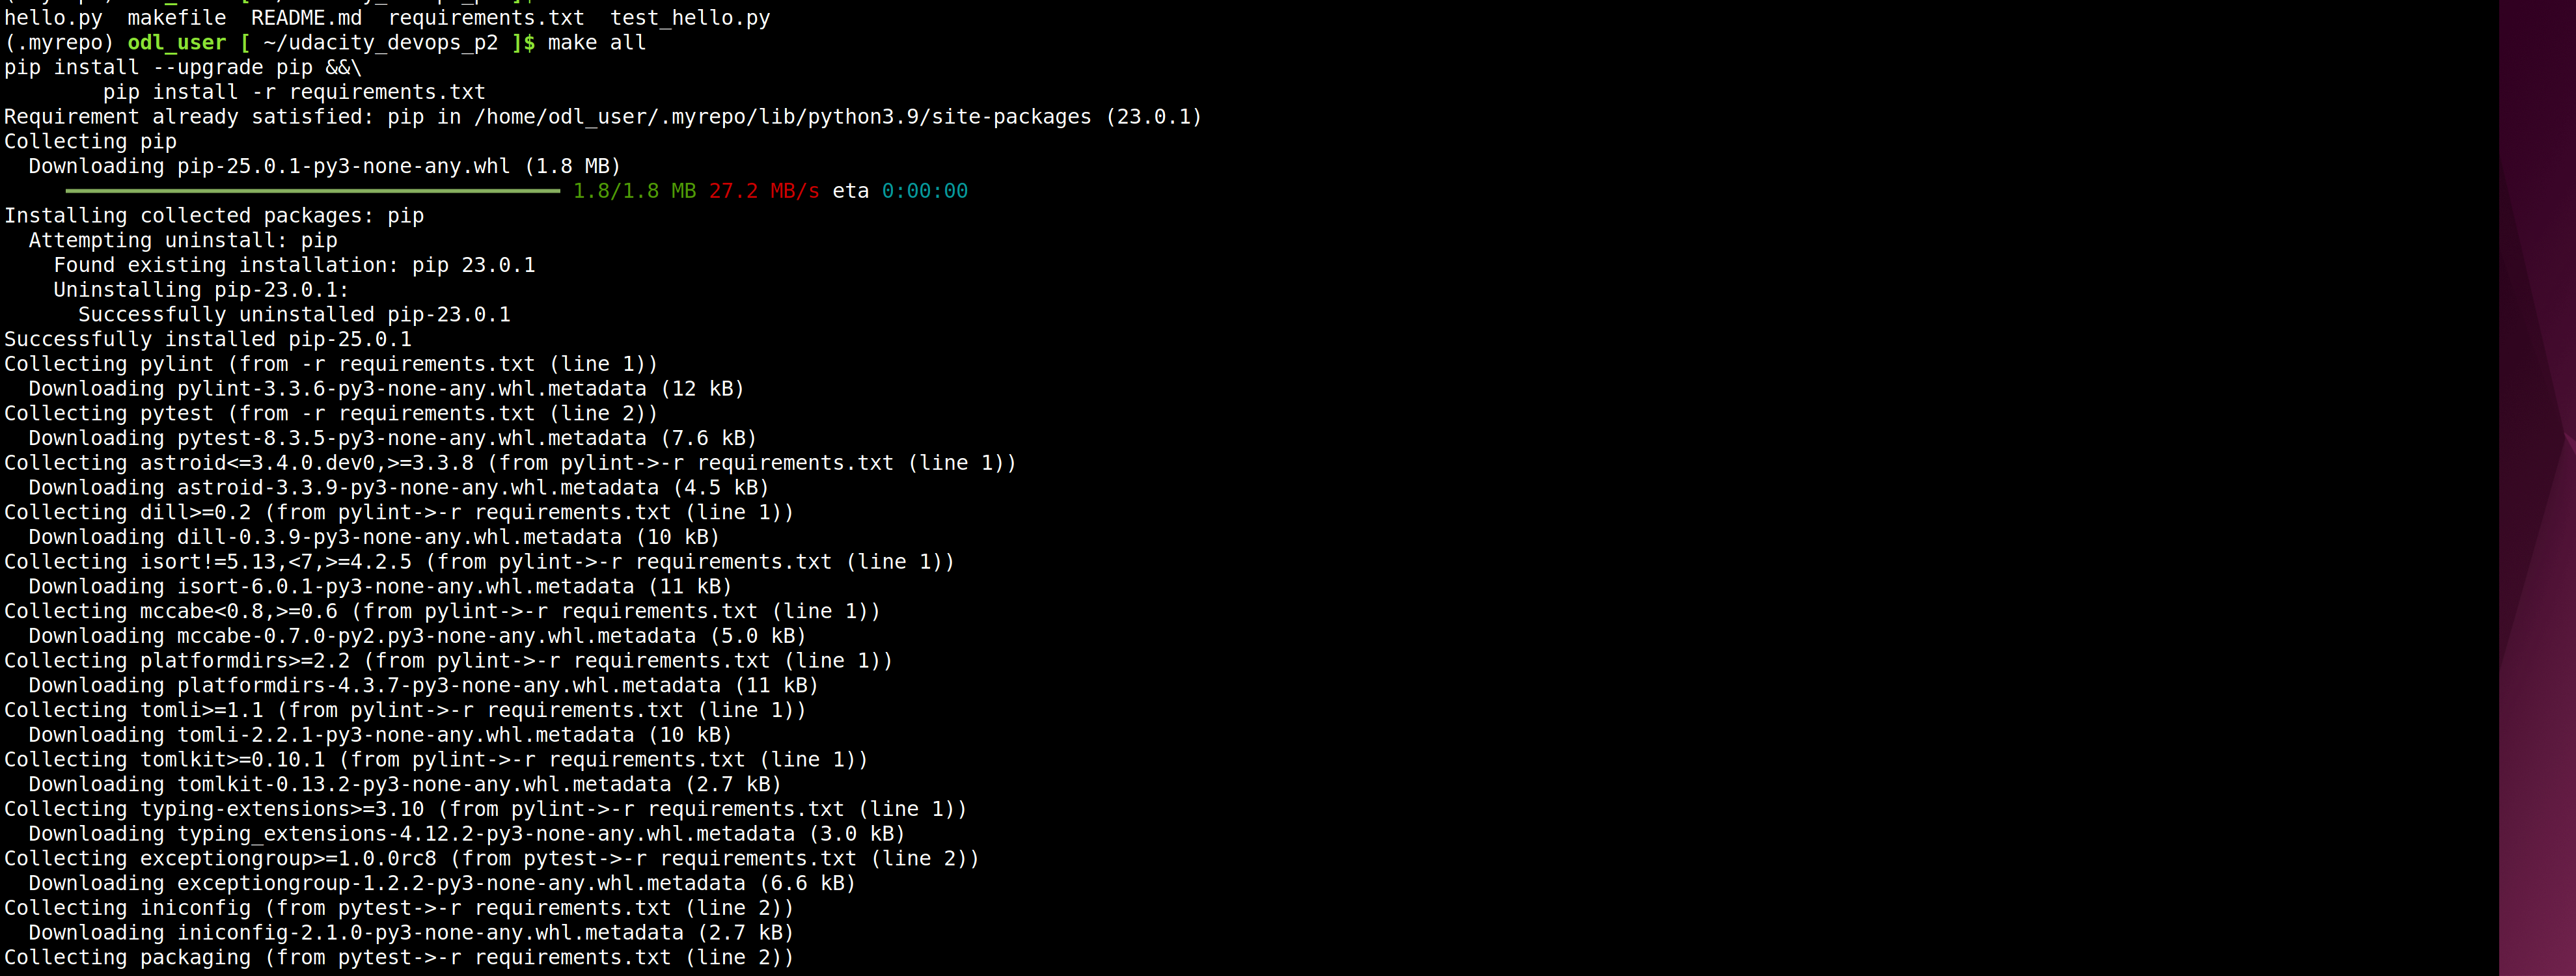 hello.py  makefile  README.md  requirements.txt  test_hello.py
(.myrepo) odl_user [ ~/udacity_devops_p2 ]$ make all
pip install --upgrade pip &&\
        pip install -r requirements.txt
Requirement already satisfied: pip in /home/odl_user/.myrepo/lib/python3.9/site-packages (23.0.1)
Collecting pip
  Downloading pip-25.0.1-py3-none-any.whl (1.8 MB)
     1.8/1.8 MB 27.2 MB/s eta 0:00:00
Installing collected packages: pip
  Attempting uninstall: pip
    Found existing installation: pip 23.0.1
    Uninstalling pip-23.0.1:
      Successfully uninstalled pip-23.0.1
Successfully installed pip-25.0.1
Collecting pylint (from -r requirements.txt (line 1))
  Downloading pylint-3.3.6-py3-none-any.whl.metadata (12 kB)
Collecting pytest (from -r requirements.txt (line 2))
  Downloading pytest-8.3.5-py3-none-any.whl.metadata (7.6 kB)
Collecting astroid<=3.4.0.dev0,>=3.3.8 (from pylint->-r requirements.txt (line 1))
  Downloading astroid-3.3.9-py3-none-any.whl.metadata (4.5 kB)
Collecting dill>=0.2 (from pylint->-r requirements.txt (line 1))
  Downloading dill-0.3.9-py3-none-any.whl.metadata (10 kB)
Collecting isort!=5.13,<7,>=4.2.5 (from pylint->-r requirements.txt (line 1))
  Downloading isort-6.0.1-py3-none-any.whl.metadata (11 kB)
Collecting mccabe<0.8,>=0.6 (from pylint->-r requirements.txt (line 1))
  Downloading mccabe-0.7.0-py2.py3-none-any.whl.metadata (5.0 kB)
Collecting platformdirs>=2.2 (from pylint->-r requirements.txt (line 1))
  Downloading platformdirs-4.3.7-py3-none-any.whl.metadata (11 kB)
Collecting tomli>=1.1 (from pylint->-r requirements.txt (line 1))
  Downloading tomli-2.2.1-py3-none-any.whl.metadata (10 kB)
Collecting tomlkit>=0.10.1 (from pylint->-r requirements.txt (line 1))
  Downloading tomlkit-0.13.2-py3-none-any.whl.metadata (2.7 kB)
Collecting typing-extensions>=3.10 (from pylint->-r requirements.txt (line 1))
  Downloading typing_extensions-4.12.2-py3-none-any.whl.metadata (3.0 kB)
Collecting exceptiongroup>=1.0.0rc8 (from pytest->-r requirements.txt (line 2))
  Downloading exceptiongroup-1.2.2-py3-none-any.whl.metadata (6.6 kB)
Collecting iniconfig (from pytest->-r requirements.txt (line 2))
  Downloading iniconfig-2.1.0-py3-none-any.whl.metadata (2.7 kB)
Collecting packaging (from pytest->-r requirements.txt (line 2))